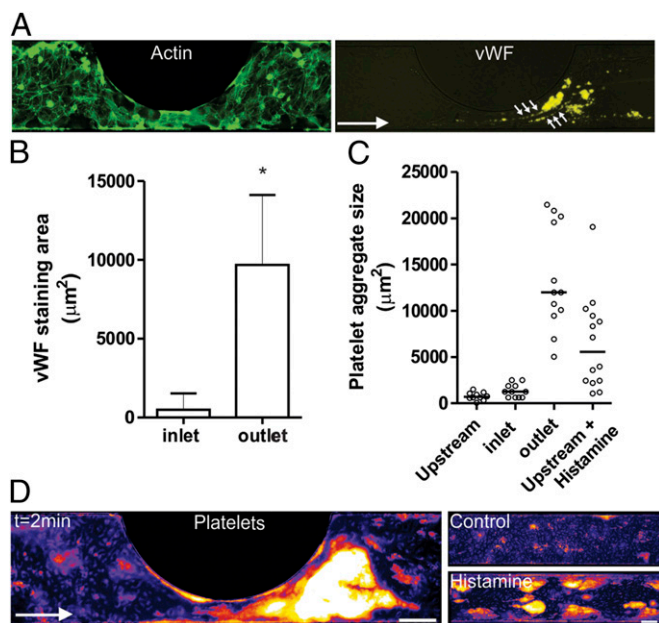 A
Actin
vWF
B
*
vWF staining area
(μm²)
15000
10000
5000
0
inlet
outlet
C
Platelet aggregate size
(μm²)
25000
20000
15000
10000
5000
0
Upstream
inlet
outlet
Upstream +
Histamine
D
t=2min
Platelets
Control
Histamine